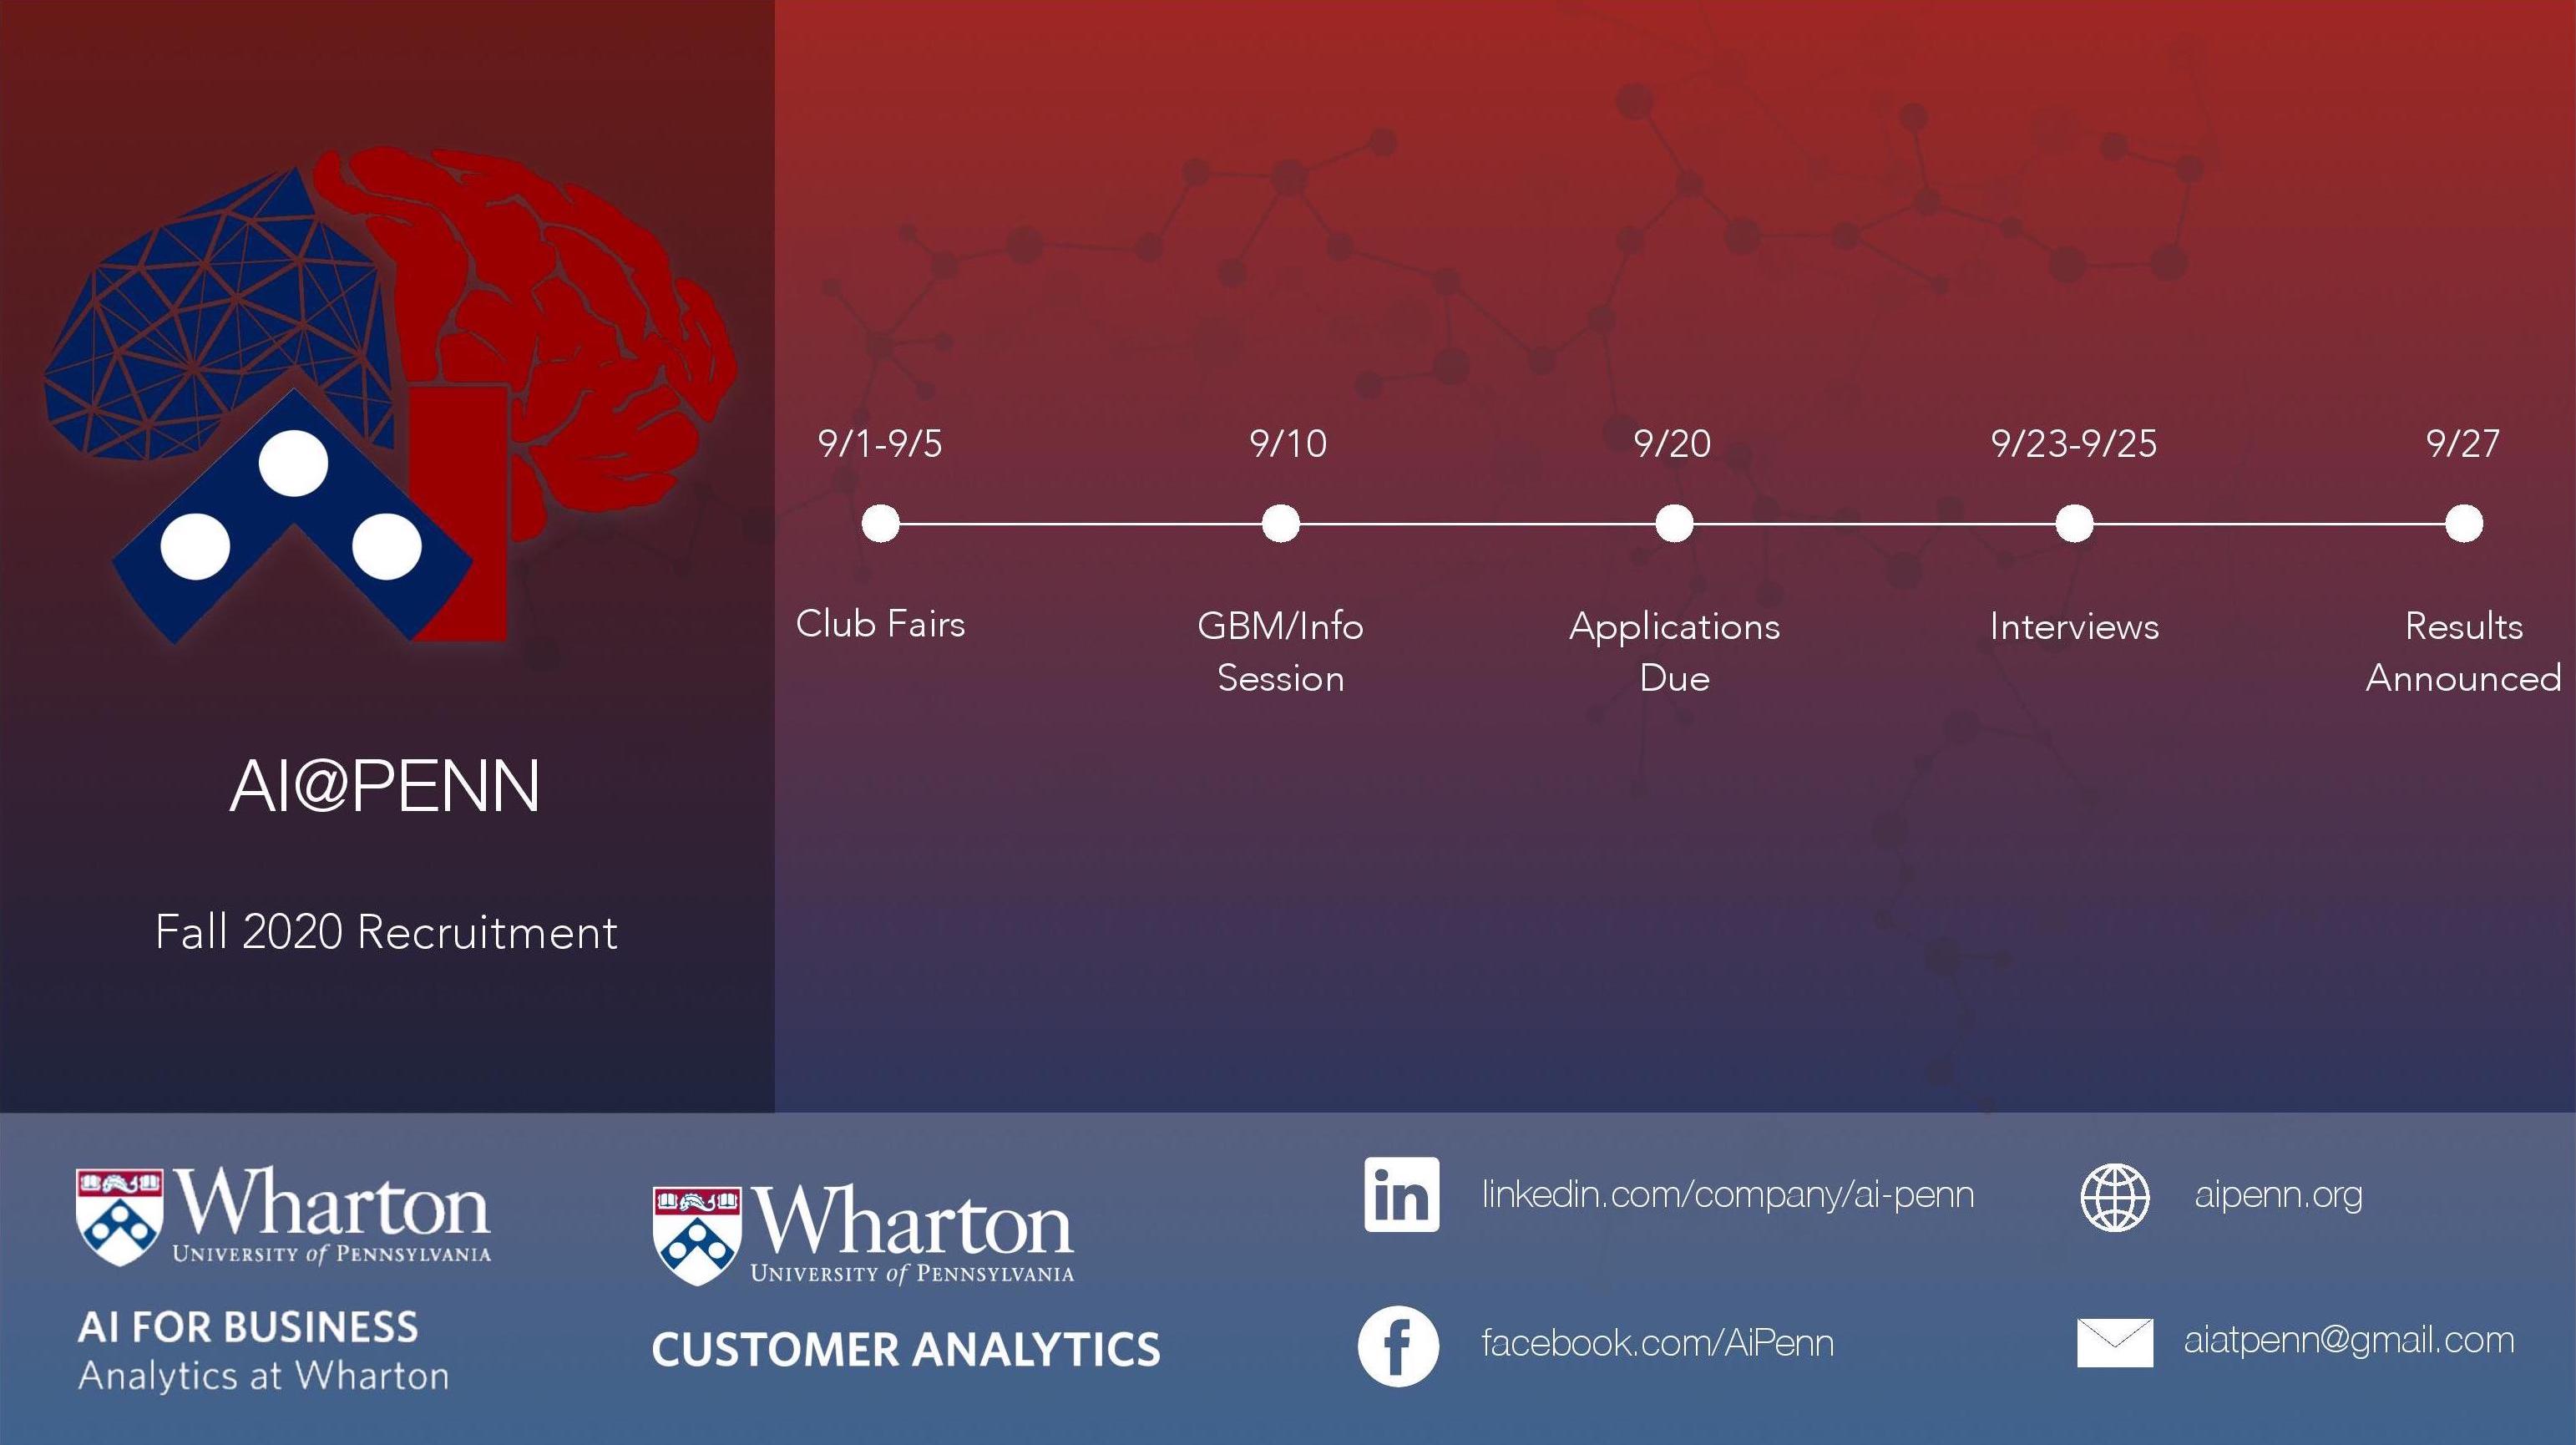 AI@PENN
Fall 2020 Recruitment
9/1-9/5
Club Fairs
9/10
GBM/Info
Session
9/20
Applications
Due
9/23-9/25
Interviews
9/27
Results
Announced
Wharton
UNIVERSITY of PENNSYLVANIA
AI FOR BUSINESS
Analytics at Wharton
Wharton
UNIVERSITY of PENNSYLVANIA
CUSTOMER ANALYTICS
in
linkedin.com/company/ai-penn
f
facebook.com/AiPenn
aipenn.org
aiatpenn@gmail.com